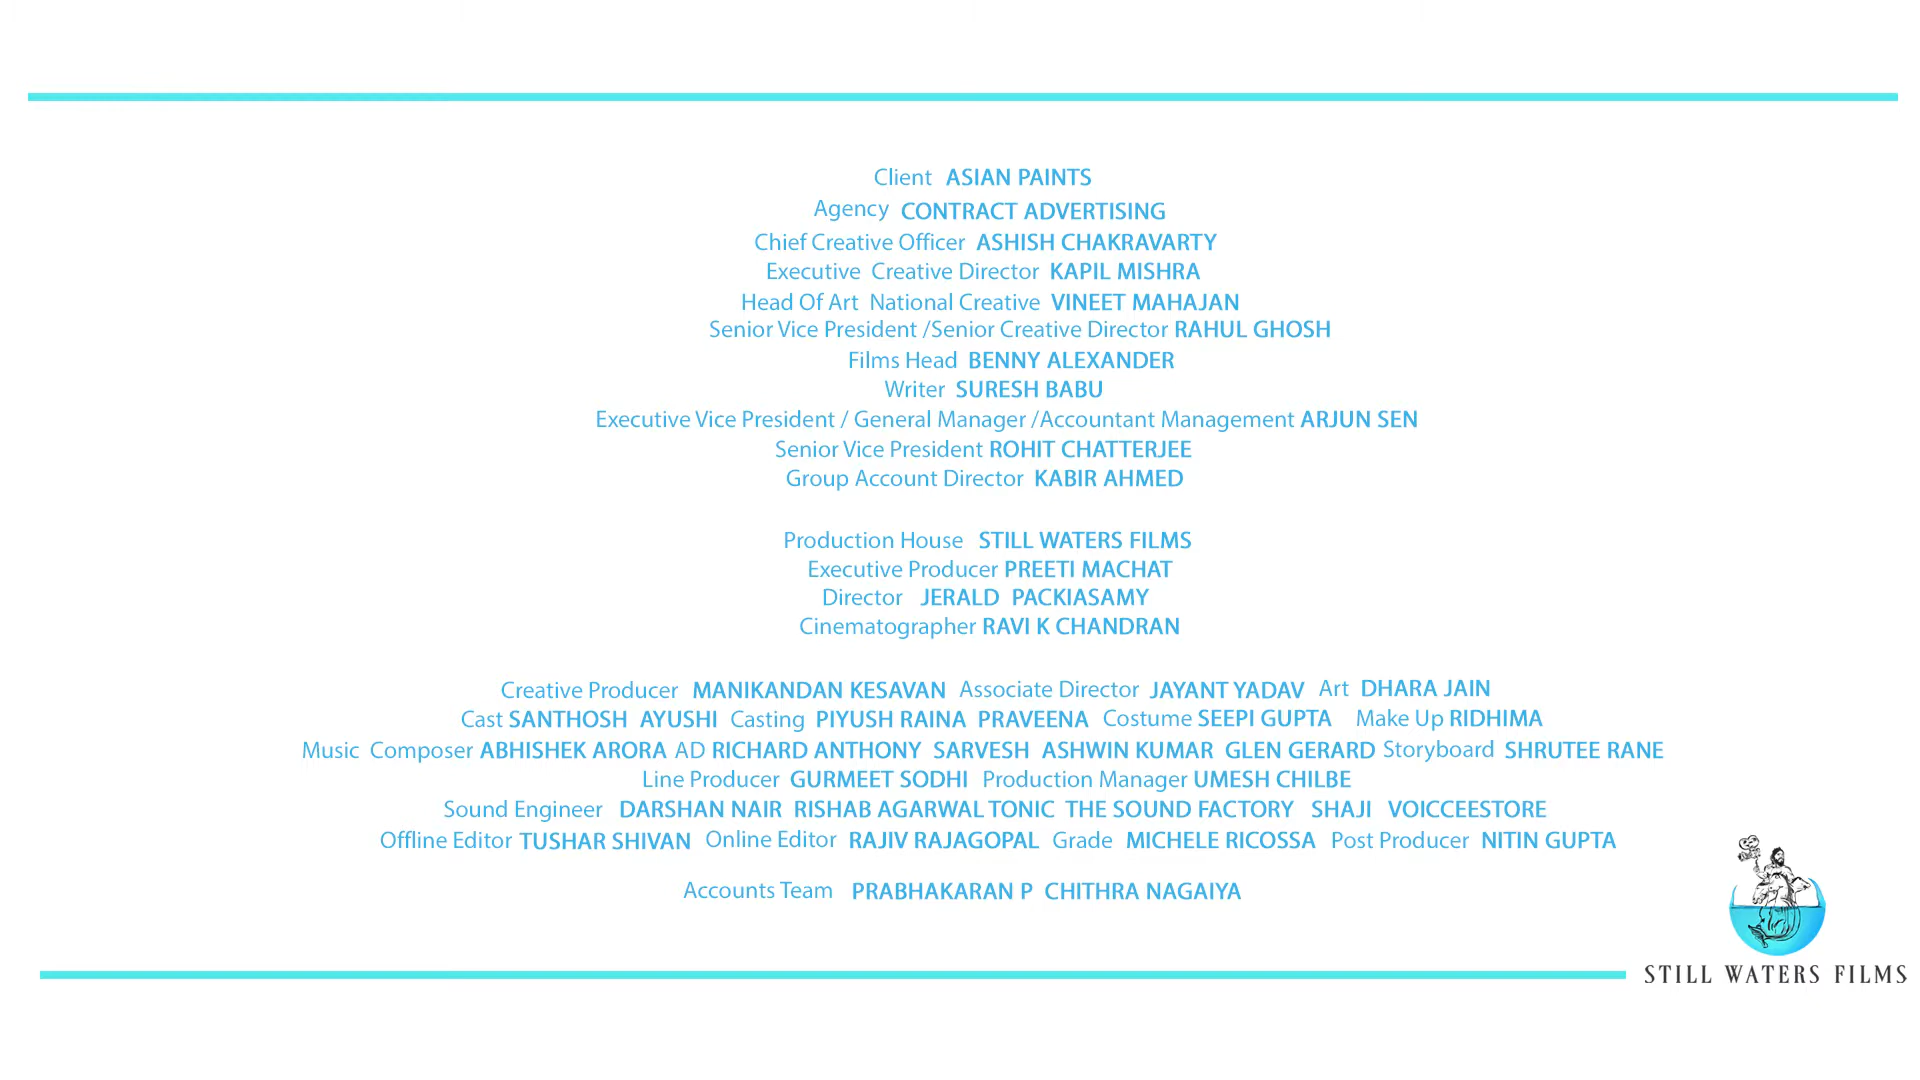 Client ASIAN PAINTS
Agency CONTRACT ADVERTISING
Chief Creative Officer ASHISH CHAKRAVARTY
Executive Creative Director KAPIL MISHRA
Head Of Art National Creative VINEET MAHAJAN
Senior Vice President /Senior Creative Director RAHUL GHOSH
Films Head BENNY ALEXANDER
Writer SURESH BABU
Executive Vice President / General Manager /Accountant Management ARJUN SEN
Senior Vice President ROHIT CHATTERJEE
Group Account Director KABIR AHMED
Production House STILL WATERS FILMS
Executive Producer PREETI MACHAT
Director JERALD PACKIASAMY
Cinematographer RAVI K CHANDRAN
Creative Producer MANIKANDAN KESAVAN Associate Director JAYANT YADAV Art DHARA JAIN
Cast SANTHOSH AYUSHI Casting PIYUSH RAINA PRAVEENA Costume SEEPI GUPTA Make Up RIDHIMA
Music Composer ABHISHEK ARORA AD RICHARD ANTHONY SARVESH ASHWIN KUMAR GLEN GERARD Storyboard SHRUTEE RANE
Line Producer GURMEET SODHI Production Manager UMESH CHILBE
Sound Engineer DARSHAN NAIR RISHAB AGARWAL TONIC THE SOUND FACTORY SHAJI VOICCEESTORE
Offline Editor TUSHAR SHIVAN Online Editor RAJIV RAJAGOPAL Grade MICHELE RICOSSA Post Producer NITIN GUPTA
Accounts Team PRABHAKARAN P CHITHRA NAGAIYA
STILL WATERS FILMS